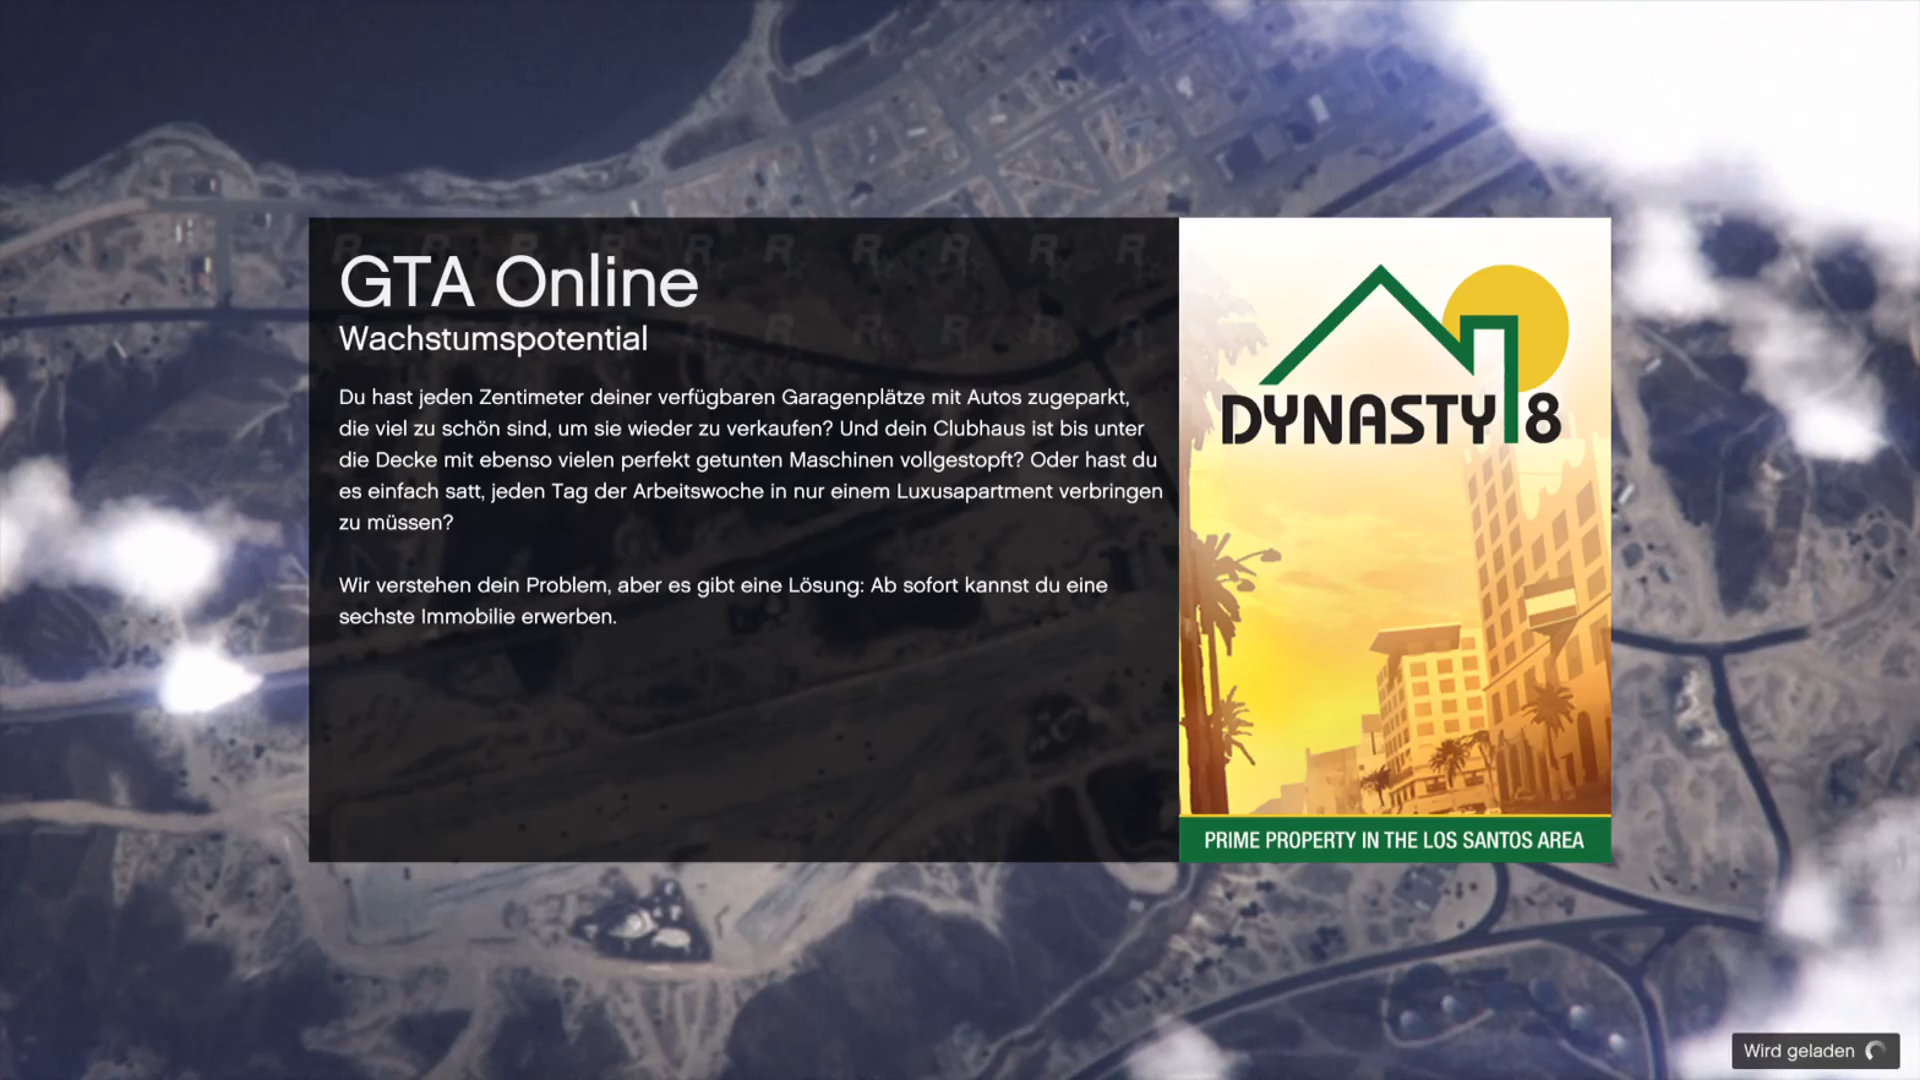 GTA Online
Wachstumspotential
Du hast jeden Zentimeter deiner verfügbaren Garagenplätze mit Autos zugeparkt,
die viel zu schön sind, um sie wieder zu verkaufen? Und dein Clubhaus ist bis unter
die Decke mit ebenso vielen perfekt getunten Maschinen vollgestopft? Oder hast du
es einfach satt, jeden Tag der Arbeitswoche in nur einem Luxusapartment verbringen
zu müssen?
Wir verstehen dein Problem, aber es gibt eine Lösung: Ab sofort kannst du eine
sechste Immobilie erwerben.
DYNASTY 8
PRIME PROPERTY IN THE LOS SANTOS AREA
Wird geladen